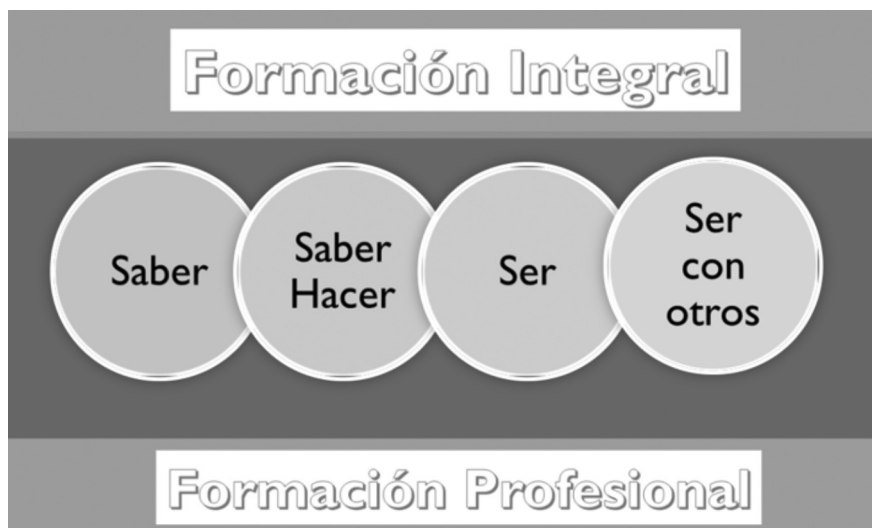 Formación Integral
Saber
Saber
Hacer
Ser
Ser
con
otros
Formación Profesional